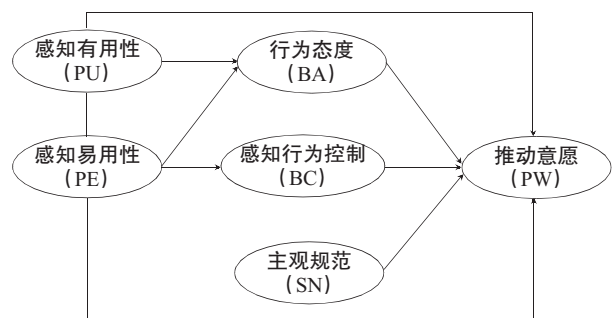 感知有用性
(PU)
行为态度
(BA)
感知易用性
(PE)
感知行为控制
(BC)
推动意愿
(PW)
主观规范
(SN)